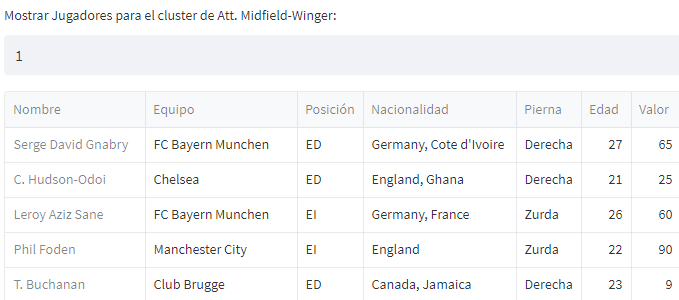 Mostrar Jugadores para el cluster de Att. Midfield-Winger:
1
Nombre Equipo Posición Nacionalidad Pierna Edad Valor
Serge David Gnabry FC Bayern Munchen ED Germany, Cote d'Ivoire Derecha 27 65
C. Hudson-Odoi Chelsea ED England, Ghana Derecha 21 25
Leroy Aziz Sane FC Bayern Munchen EI Germany, France Zurda 26 60
Phil Foden Manchester City EI England Zurda 22 90
T. Buchanan Club Brugge ED Canada, Jamaica Derecha 23 9